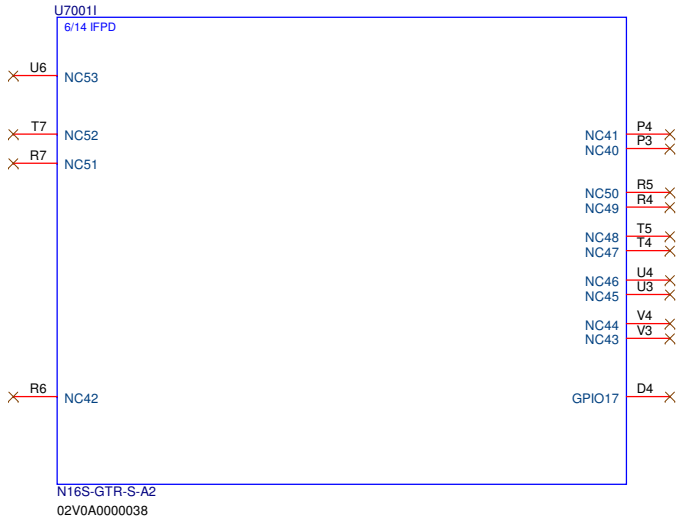 U7001I
6/14 IFPD
U6 NC53
T7 NC52
R7 NC51
R6 NC42
NC41 P4
NC40 P3
NC50 R5
NC49 R4
NC48 T5
NC47 T4
NC46 U4
NC45 U3
NC44 V4
NC43 V3
GPIO17 D4
N16S-GTR-S-A2
02V0A0000038